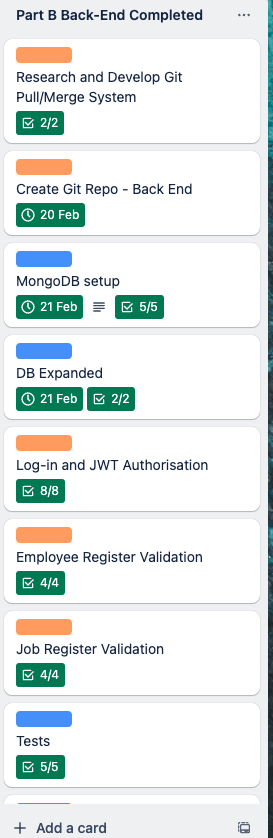 Part B Back-End Completed
Research and Develop Git
Pull/Merge System
2/2
Create Git Repo - Back End
20 Feb
MongoDB setup
21 Feb 5/5
DB Expanded
21 Feb 2/2
Log-in and JWT Authorisation
8/8
Employee Register Validation
4/4
Job Register Validation
4/4
Tests
5/5
Add a card